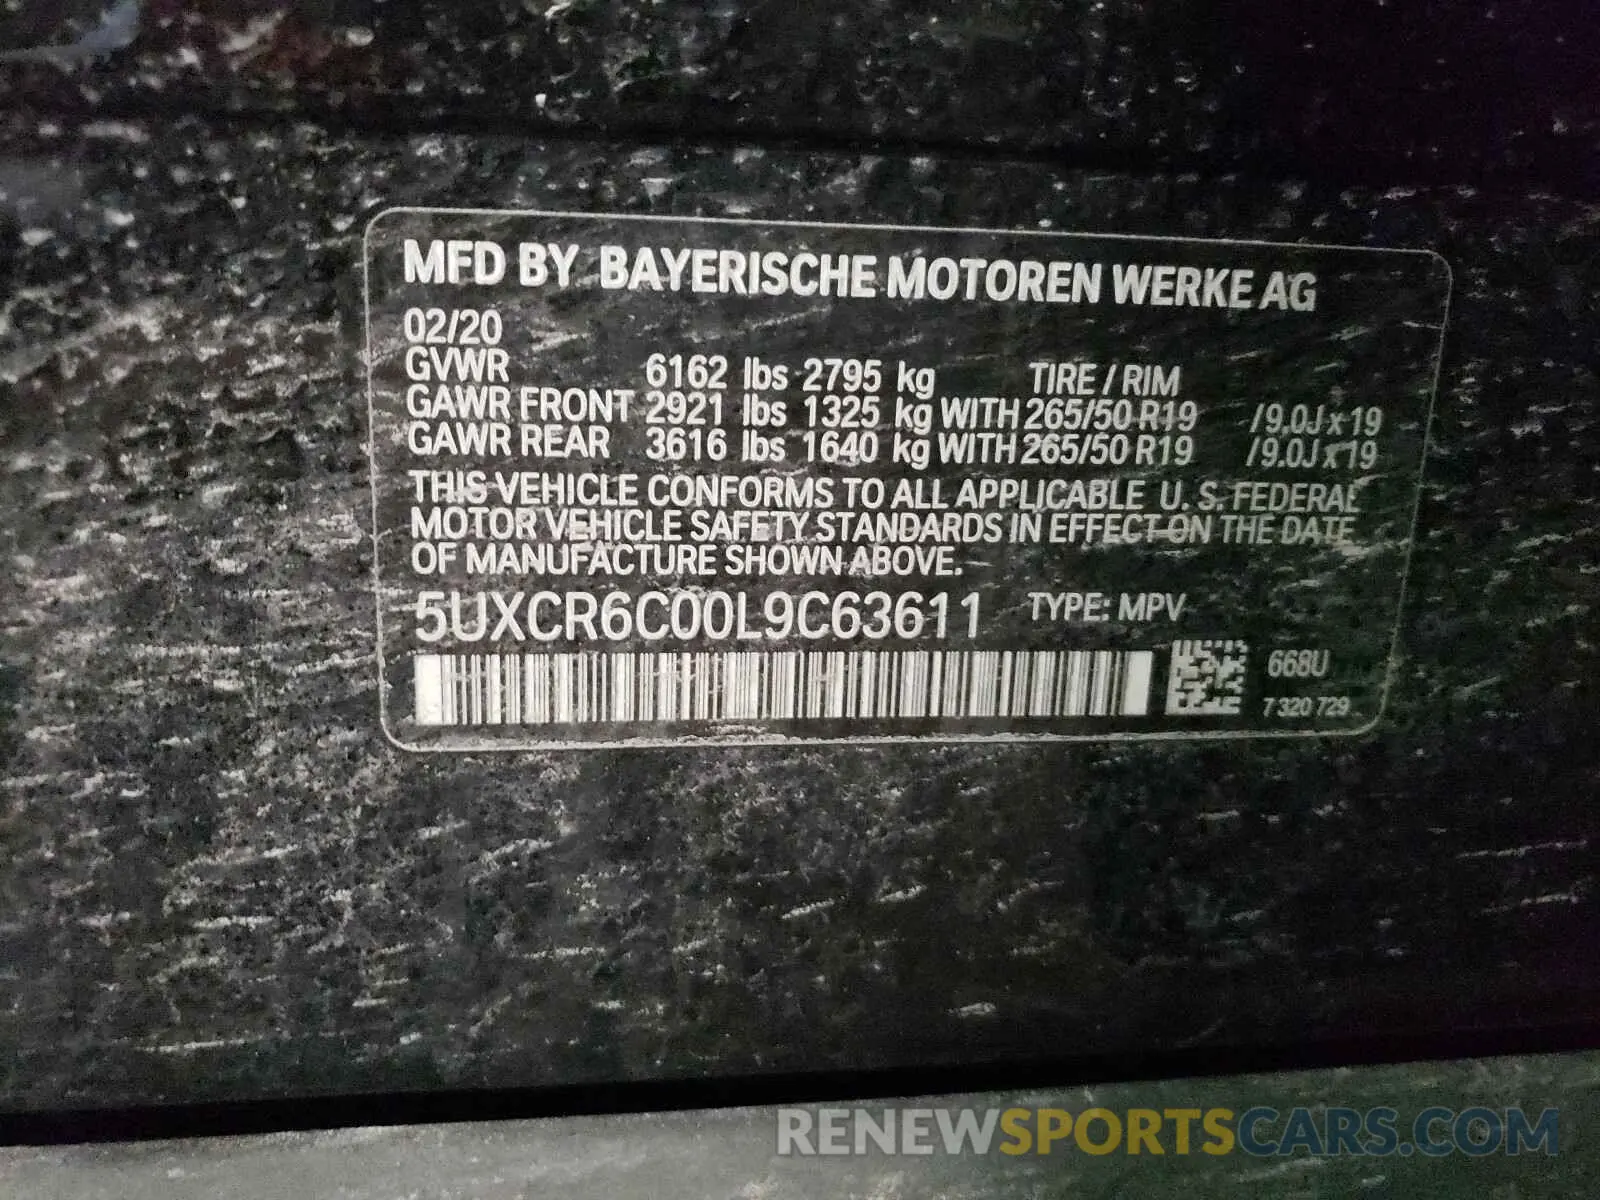 MFD BY BAYERISCHE MOTOREN WERKE AG
02/20
GVWR 6162 lbs 2795 kg TIRE / RIM
GAWR FRONT 2921 lbs 1325 kg WITH 265/50 R19 /9.0J x 19
GAWR REAR 3616 lbs 1640 kg WITH 265/50 R19 /9.0J x 19
THIS VEHICLE CONFORMS TO ALL APPLICABLE U. S. FEDERAL
MOTOR VEHICLE SAFETY STANDARDS IN EFFECT ON THE DATE
OF MANUFACTURE SHOWN ABOVE.
5UXCR6C00L9C63611 TYPE: MPV
668U
7 320 729
RENEWSPORTSCARS.COM